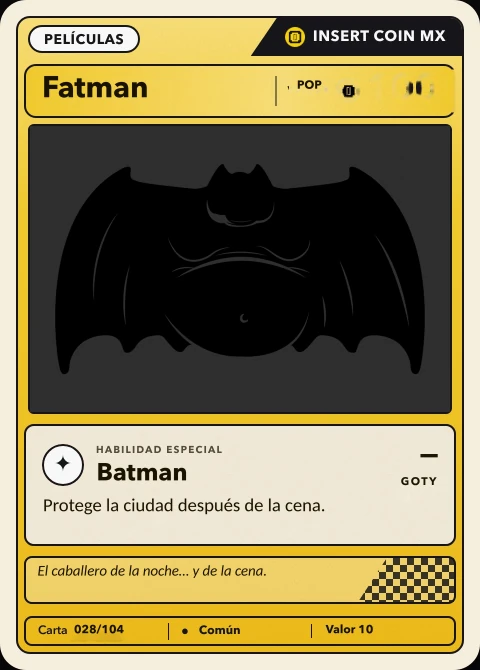 PELÍCULAS
INSERT COIN MX
Fatman
POP
HABILIDAD ESPECIAL
Batman
GOTY
Protege la ciudad después de la cena.
El caballero de la noche... y de la cena.
Carta 028/104 • Común Valor 10